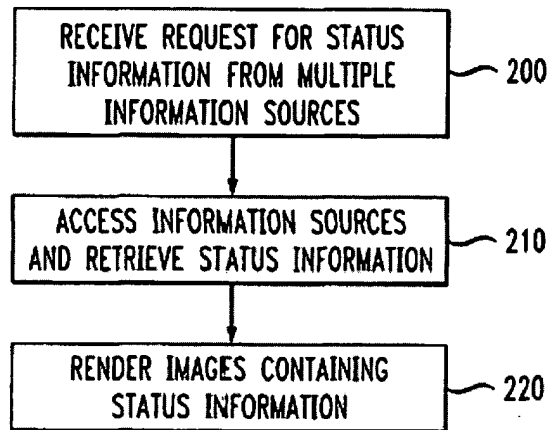 RECEIVE REQUEST FOR STATUS
INFORMATION FROM MULTIPLE
INFORMATION SOURCES
200
ACCESS INFORMATION SOURCES
AND RETRIEVE STATUS INFORMATION
210
RENDER IMAGES CONTAINING
STATUS INFORMATION
220